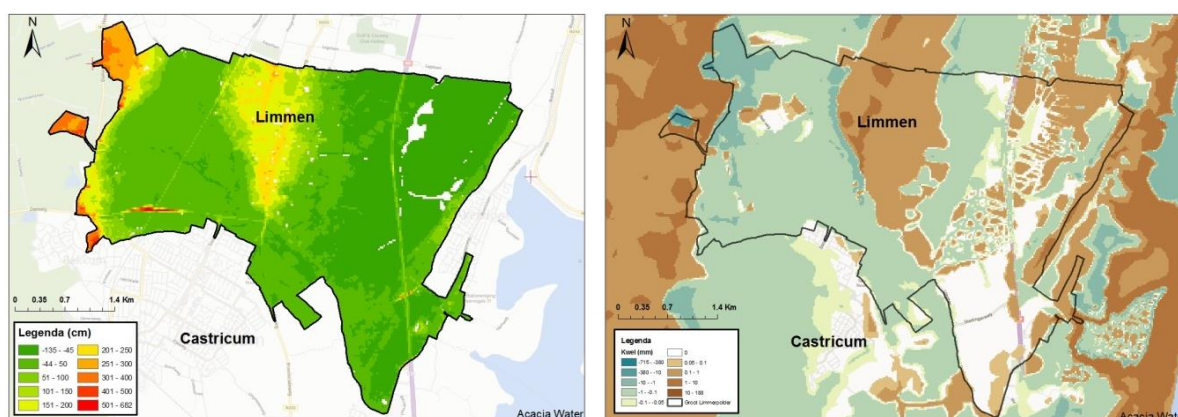 N
Limmen
Castricum
0 0.35 0.7 1.4 Km
Legenda (cm)
-135 - -45
-44 - 50
51 - 100
101 - 150
151 - 200
201 - 250
251 - 300
301 - 400
401 - 500
501 - 682
Acacia Water
N
Limmen
Castricum
0 0.35 0.7 1.4 Km
Legenda
Kwel (mm)
-380 - -10
-10 - -1
-1 - -0.1
-0.1 - -0.05
0
0.05 - 0.1
0.1 - 1
1 - 10
10 - 188
Groot Limmerpolder
Acacia Water